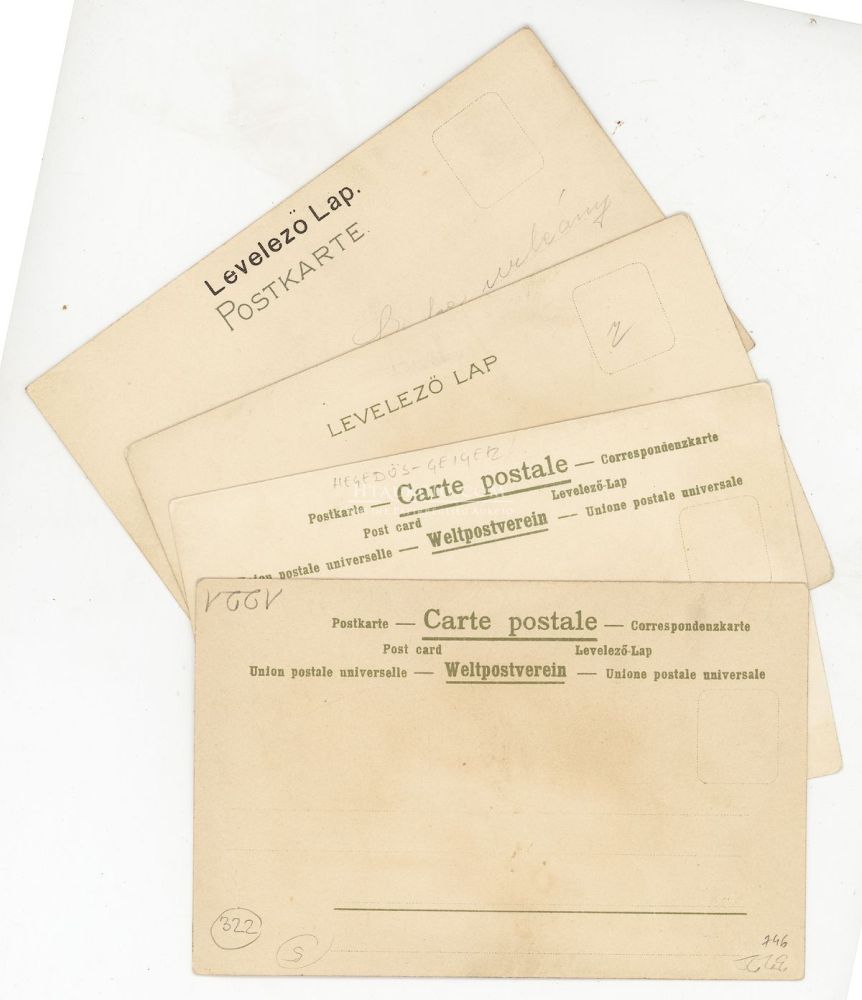 Levelező Lap.
POSTKARTE.
LEVELEZŐ LAP
HEGEDŰS-GEIGER
Postkarte — Carte postale — Correspondenzkarte
Post card Levelező-Lap
postale universelle — Weltpostverein — Unione postale universale
Postkarte — Carte postale — Correspondenzkarte
Post card Levelező-Lap
Union postale universelle — Weltpostverein — Unione postale universale
322
S
746